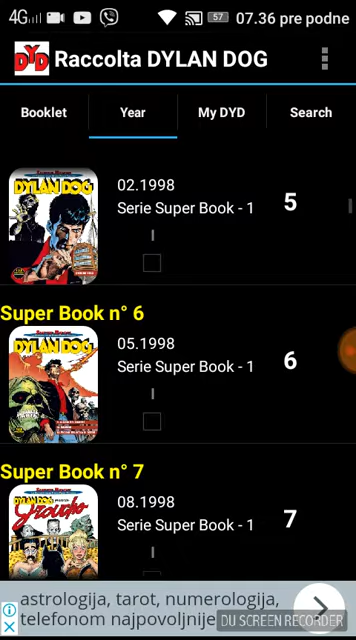 4G 57 07.36 pre podne
DYD Raccolta DYLAN DOG
Booklet Year My DYD Search
DYLAN DOG
02.1998
Serie Super Book - 1
5
I
Super Book n° 6
DYLAN DOG
05.1998
Serie Super Book - 1
6
I
Super Book n° 7
DYLAN DOG
Groucho
08.1998
Serie Super Book - 1
7
I
astrologija, tarot, numerologija,
telefonom najpovoljnije
DU SCREEN RECORDER